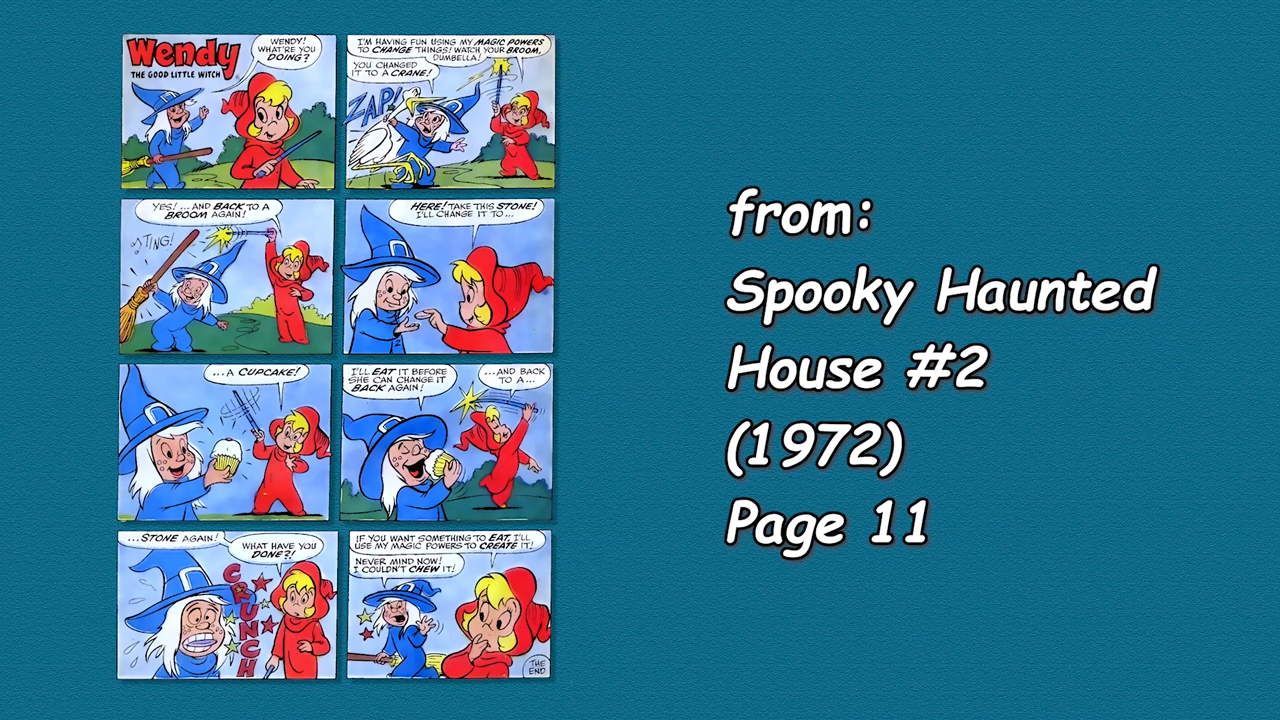 Wendy
THE GOOD LITTLE WITCH
WENDY!
WHAT'RE YOU
DOING?
I'M HAVING FUN USING MY MAGIC POWERS
TO CHANGE THINGS! WATCH YOUR BROOM,
DUMBELLA!
YOU CHANGED
IT TO A CRANE!
ZAP!
YES! ...AND BACK TO A
BROOM AGAIN!
TING!
HERE! TAKE THIS STONE!
I'LL CHANGE IT TO...
...A CUPCAKE!
I'LL EAT IT BEFORE
SHE CAN CHANGE IT
BACK AGAIN!
...AND BACK
TO A...
...STONE AGAIN!
WHAT HAVE YOU
DONE?!
CRUNCH
IF YOU WANT SOMETHING TO EAT, I'LL
USE MY MAGIC POWERS TO CREATE IT!
NEVER MIND NOW!
I COULDN'T CHEW IT!
THE
END
from:
Spooky Haunted
House #2
(1972)
Page 11